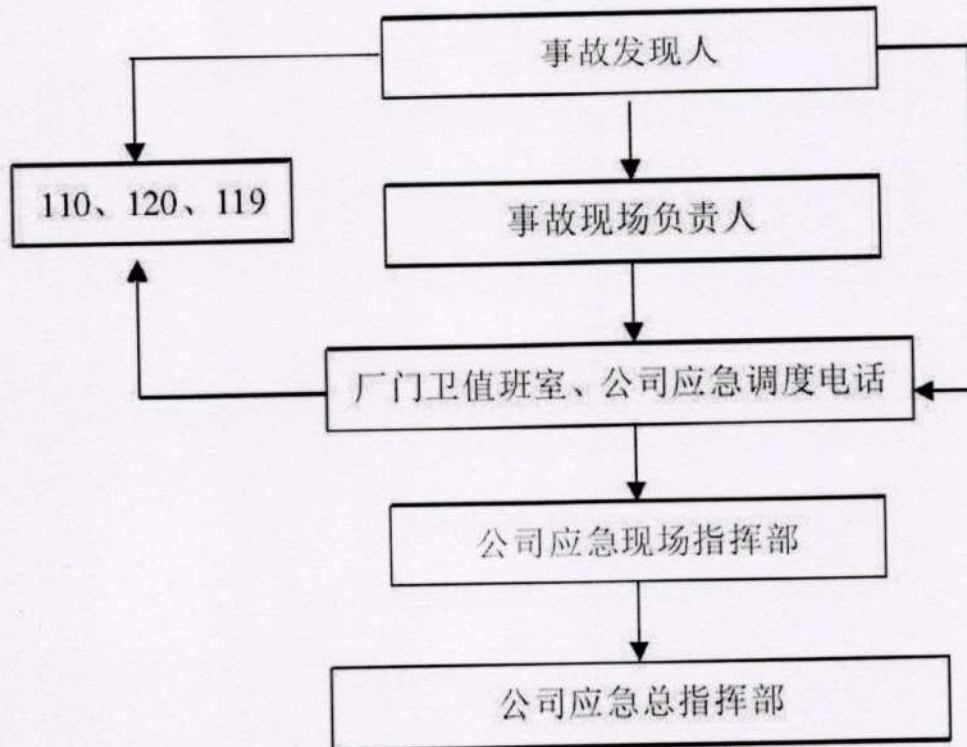 事故发现人
110、120、119
事故现场负责人
厂门卫值班室、公司应急调度电话
公司应急现场指挥部
公司应急总指挥部